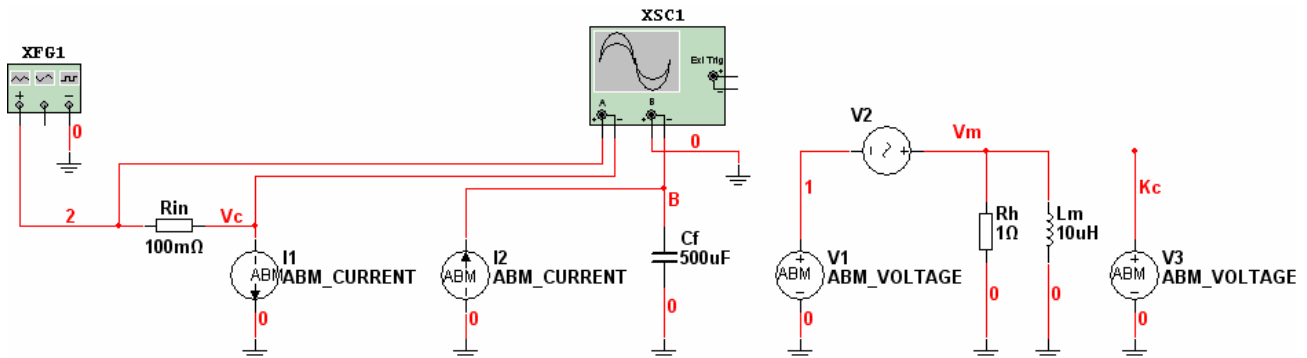 XSC1
XFG1
Ext Trig
+
−
A
B
+
−
+
−
+
−
0
0
V2
Vm
+
1
B
Kc
2
Rin
Vc
100mΩ
Rh
1Ω
Lm
10uH
Cf
500uF
I1
ABM
ABM_CURRENT
I2
ABM
ABM_CURRENT
V1
ABM
+
−
ABM_VOLTAGE
V3
ABM
+
−
ABM_VOLTAGE
0
0
0
0
0
0
0